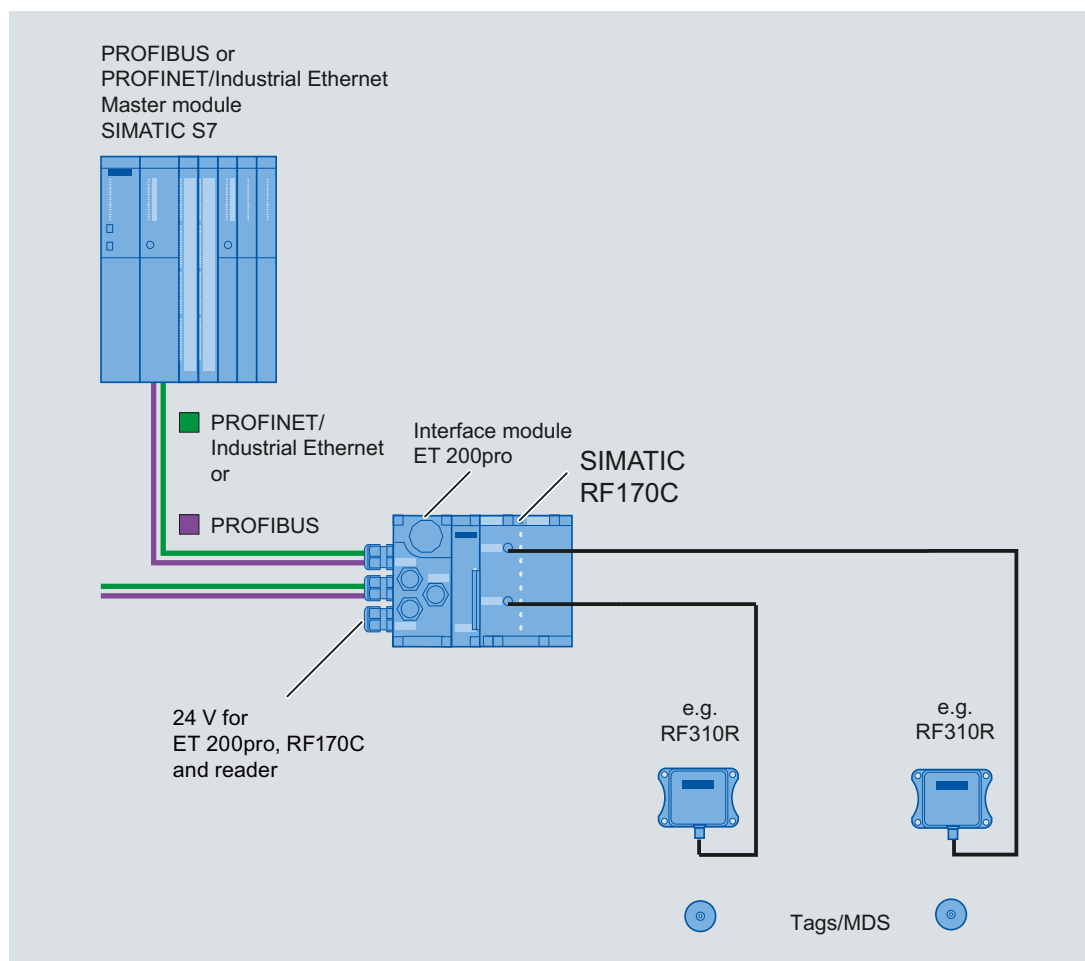 PROFIBUS or
PROFINET/Industrial Ethernet
Master module
SIMATIC S7
PROFINET/
Industrial Ethernet
or
PROFIBUS
Interface module
ET 200pro
SIMATIC
RF170C
24 V for
ET 200pro, RF170C
and reader
e.g.
RF310R
e.g.
RF310R
Tags/MDS